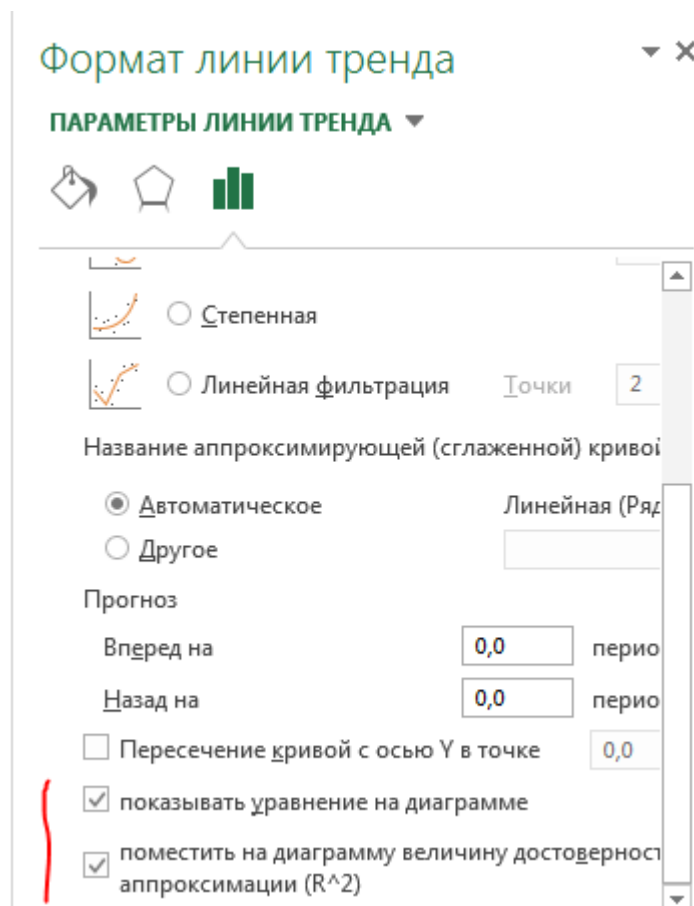 Формат линии тренда
ПАРАМЕТРЫ ЛИНИИ ТРЕНДА
Степенная
Линейная фильтрация Точки 2
Название аппроксимирующей (сглаженной) кривой
Автоматическое Линейная (Ряд
Другое
Прогноз
Вперед на 0,0 перио
Назад на 0,0 перио
Пересечение кривой с осью Y в точке 0,0
показывать уравнение на диаграмме
поместить на диаграмму величину достоверност
аппроксимации (R^2)